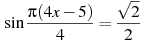 sin π(4x−5)/4 = √2/2